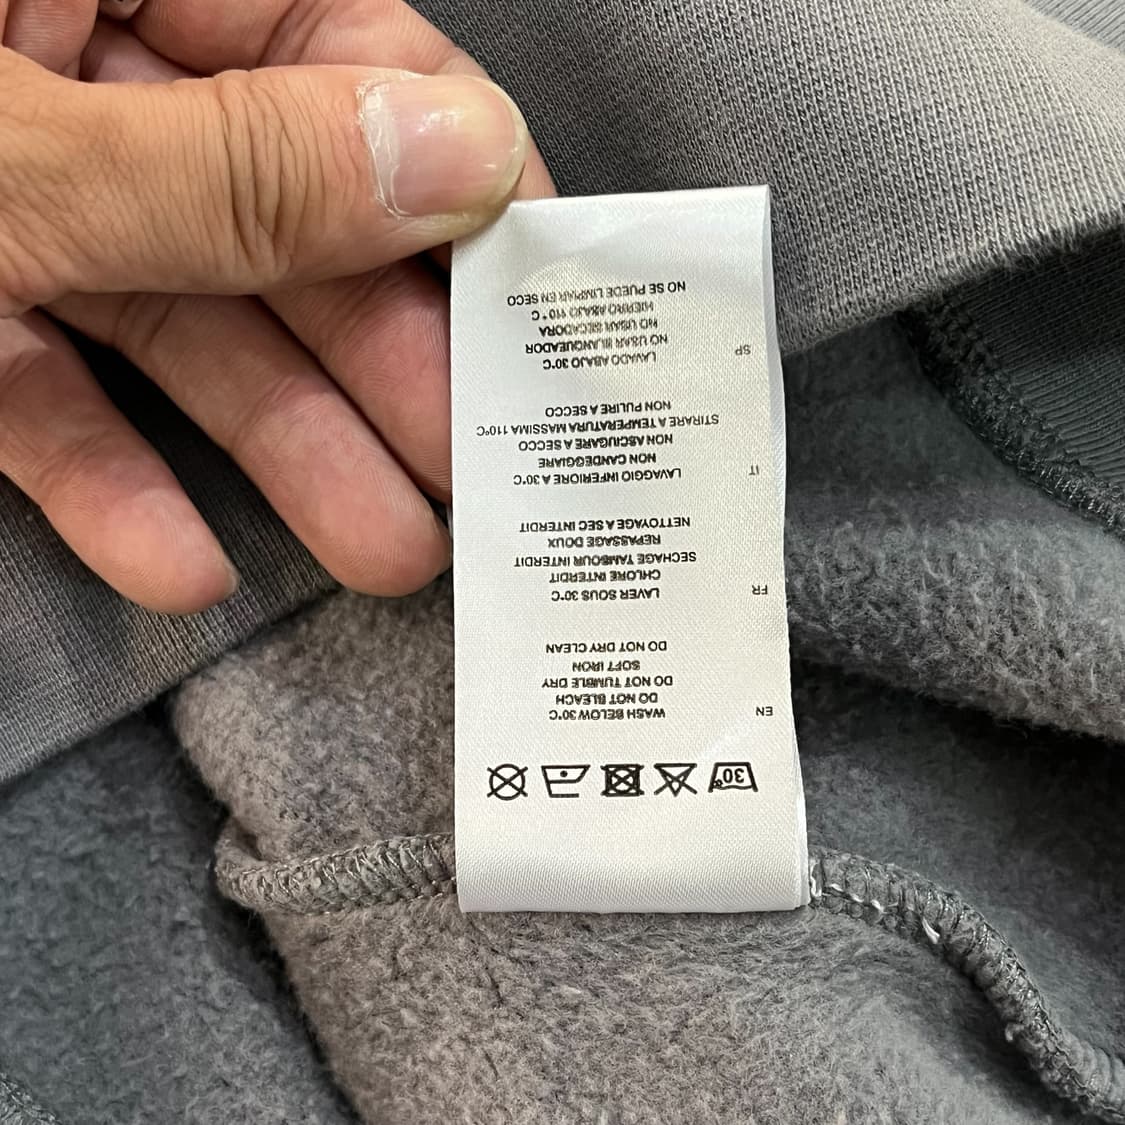 30°
EN
WASH BELOW 30°C
DO NOT BLEACH
DO NOT TUMBLE DRY
SOFT IRON
DO NOT DRY CLEAN
FR
LAVER SOUS 30°C
CHLORE INTERDIT
SECHAGE TAMBOUR INTERDIT
REPASSAGE DOUX
NETTOYAGE A SEC INTERDIT
IT
LAVAGGIO INFERIORE A 30°C
NON CANDEGGIARE
NON ASCIUGARE A SECCO
STIRARE A TEMPERATURA MASSIMA 110°C
NON PULIRE A SECCO
SP
LAVADO ABAJO 30°C
NO USAR BLANQUEADOR
NO USAR SECADORA
HIERRO ABAJO 110°C
NO SE PUEDE LIMPIAR EN SECO